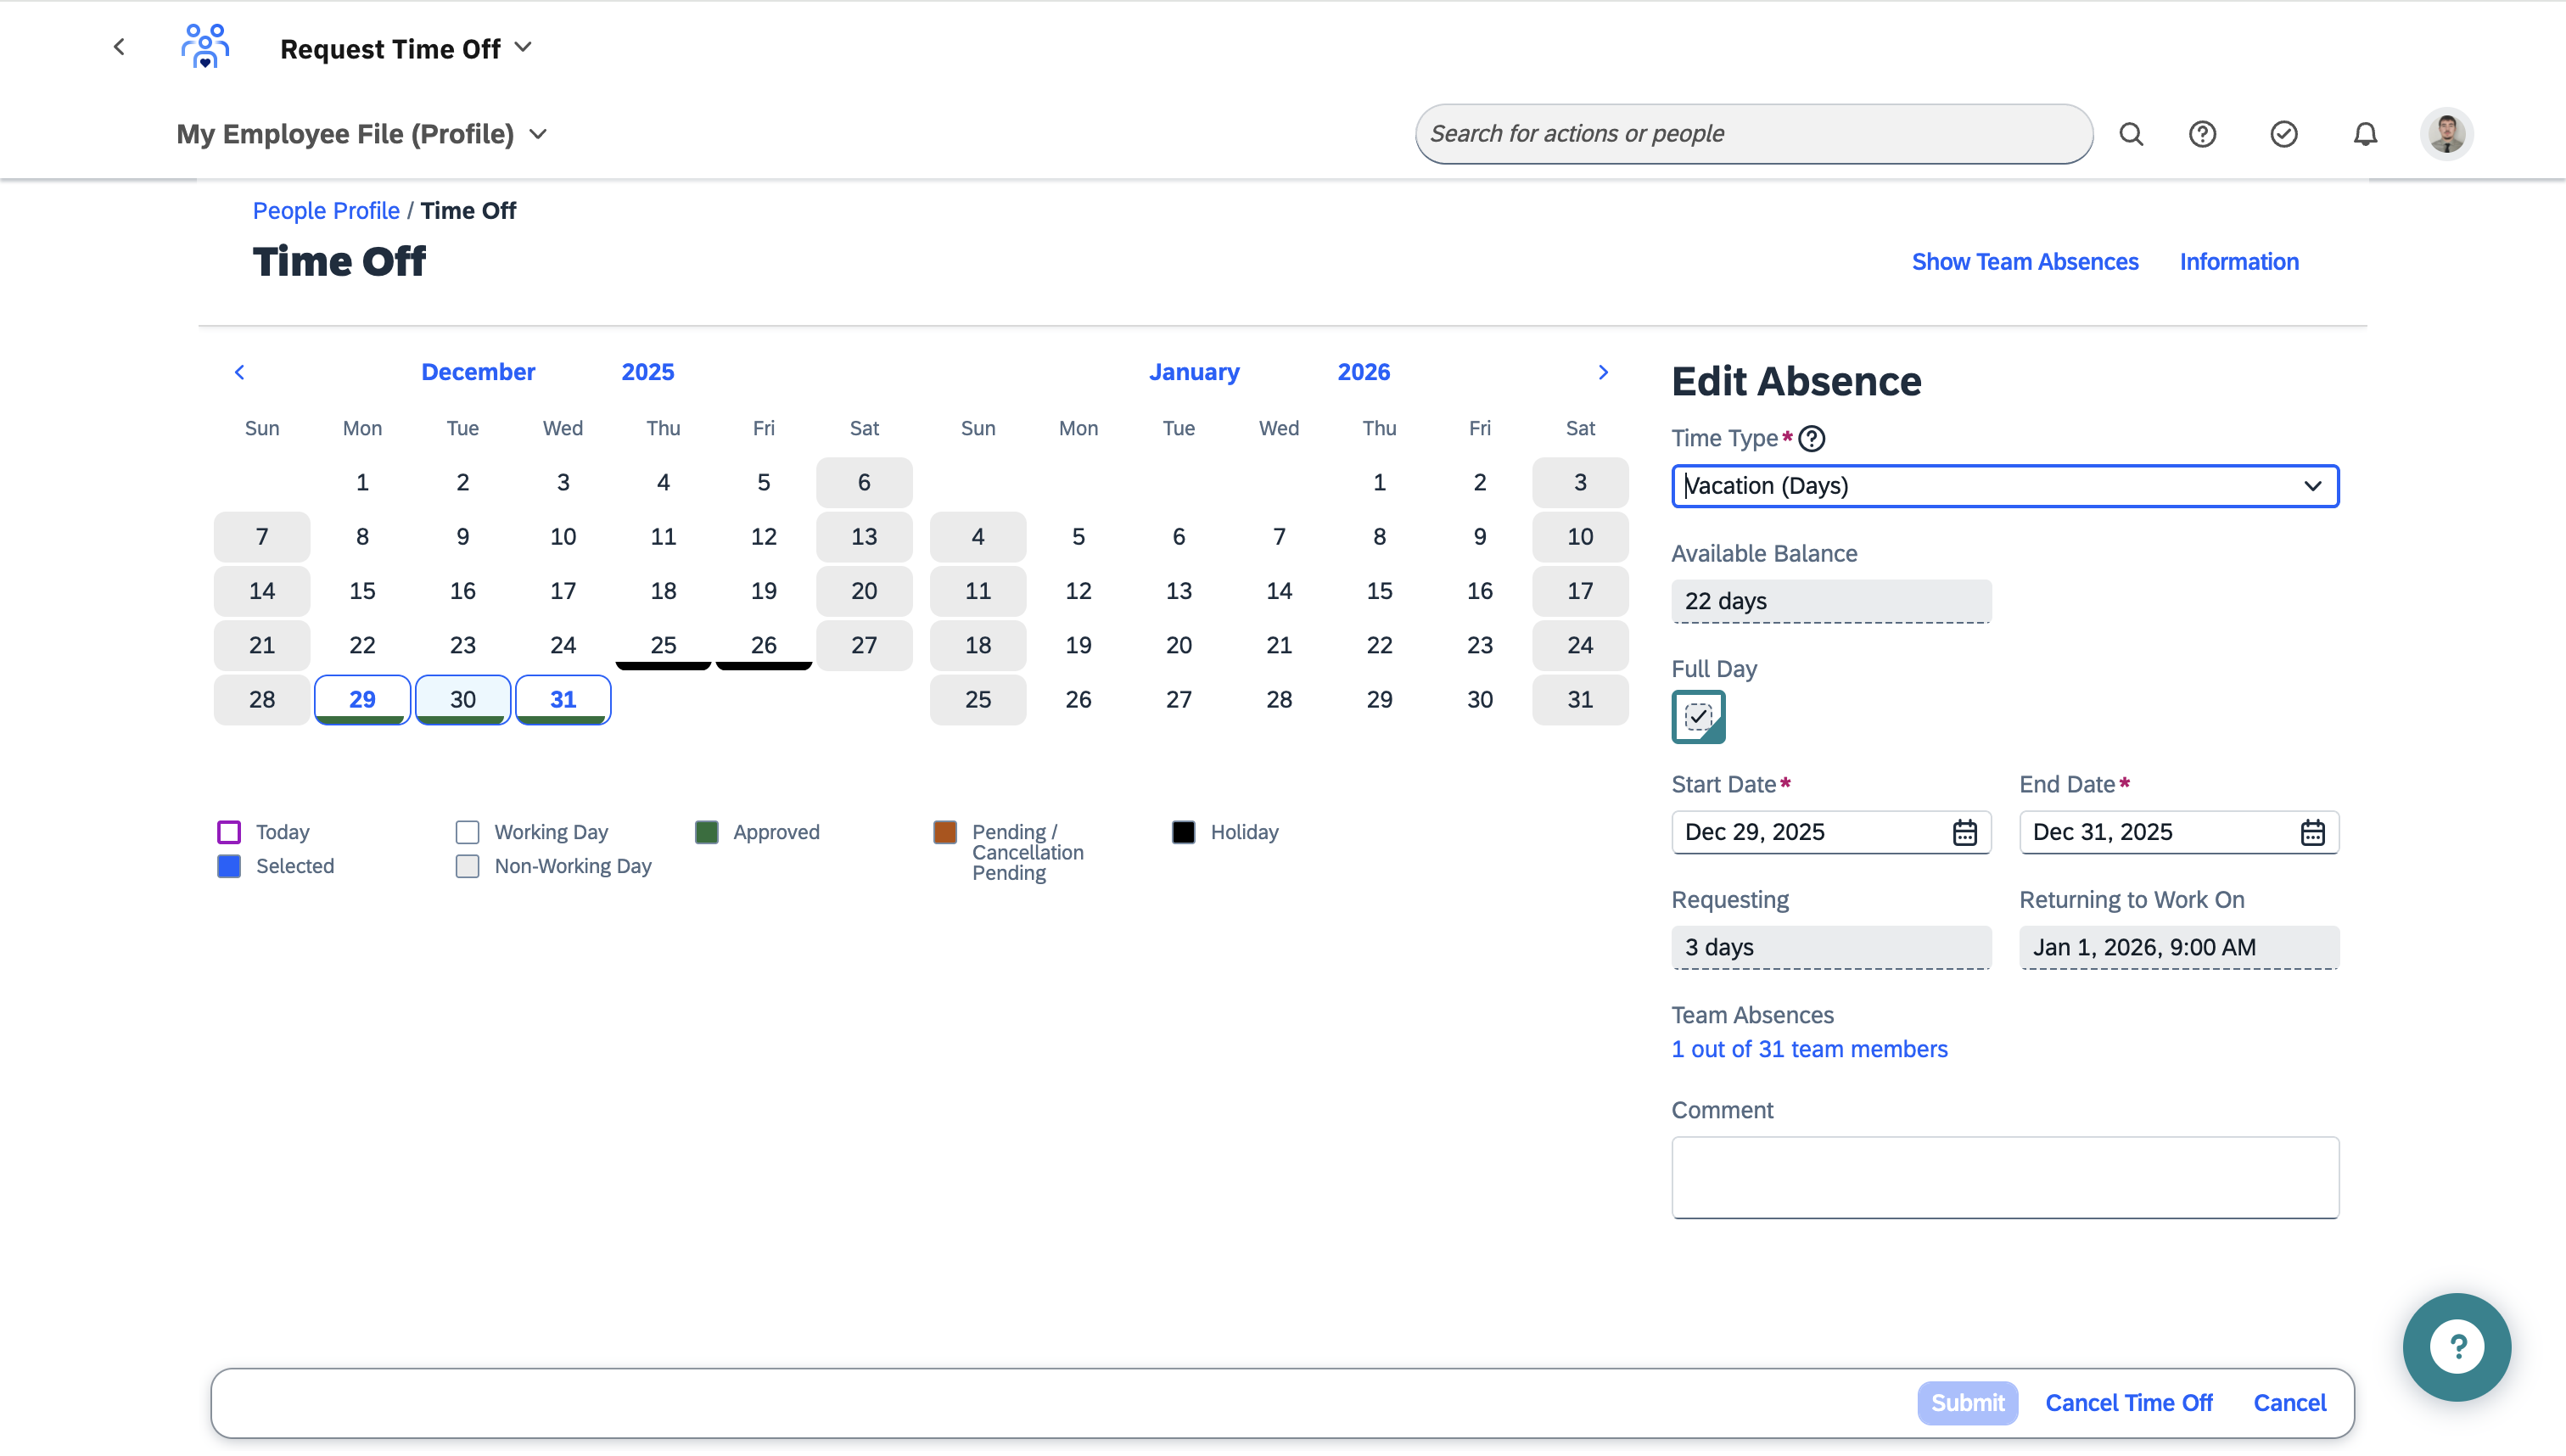 Request Time Off
My Employee File (Profile)
Search for actions or people
People Profile / Time Off
Time Off
Show Team Absences Information
December 2025
Sun Mon Tue Wed Thu Fri Sat
1 2 3 4 5 6
7 8 9 10 11 12 13
14 15 16 17 18 19 20
21 22 23 24 25 26 27
28 29 30 31
January 2026
Sun Mon Tue Wed Thu Fri Sat
1 2 3
4 5 6 7 8 9 10
11 12 13 14 15 16 17
18 19 20 21 22 23 24
25 26 27 28 29 30 31
Today
Selected
Working Day
Non-Working Day
Approved
Pending /
Cancellation
Pending
Holiday
Edit Absence
Time Type*
Vacation (Days)
Available Balance
22 days
Full Day
Start Date* End Date*
Dec 29, 2025 Dec 31, 2025
Requesting Returning to Work On
3 days Jan 1, 2026, 9:00 AM
Team Absences
1 out of 31 team members
Comment
?
Submit Cancel Time Off Cancel